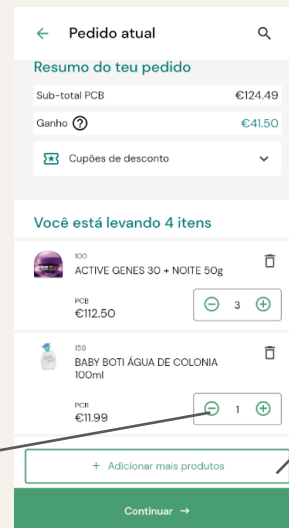 Pedido atual
Resumo do teu pedido
Sub-total PCB €124.49
Ganho ? €41.50
Cupões de desconto
Você está levando 4 itens
100
ACTIVE GENES 30 + NOITE 50g
PCB
€112.50
3
158
BABY BOTI ÁGUA DE COLONIA
100ml
PCB
€11.99
1
+ Adicionar mais produtos
Continuar →